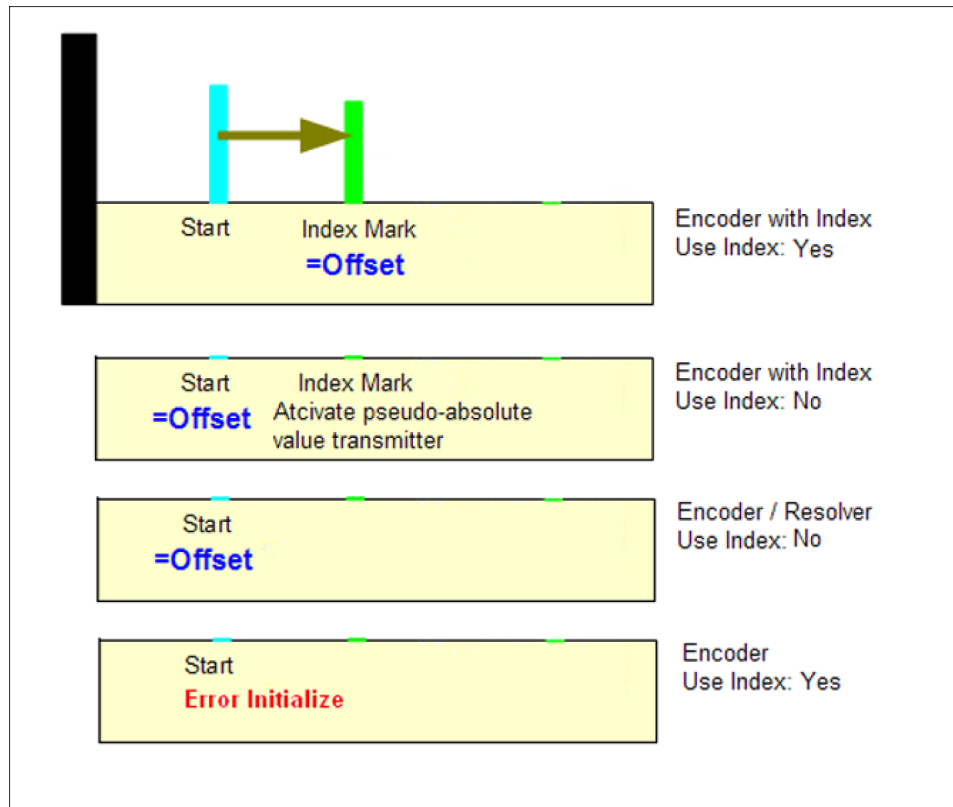 Start
Index Mark
=Offset
Encoder with Index
Use Index: Yes
Start
Index Mark
=Offset
Atcivate pseudo-absolute
value transmitter
Encoder with Index
Use Index: No
Start
=Offset
Encoder / Resolver
Use Index: No
Start
Error Initialize
Encoder
Use Index: Yes